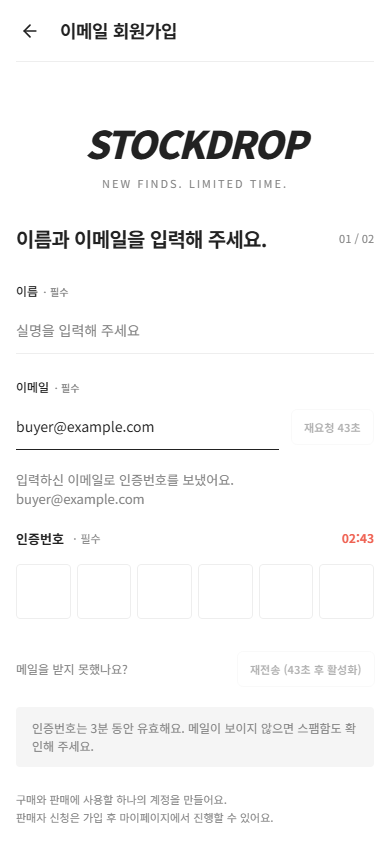 이메일 회원가입
STOCKDROP
NEW FINDS. LIMITED TIME.
이름과 이메일을 입력해 주세요.
01 / 02
이름 · 필수
실명을 입력해 주세요
이메일 · 필수
buyer@example.com
재요청 43초
입력하신 이메일로 인증번호를 보냈어요.
buyer@example.com
인증번호 · 필수
02:43
메일을 받지 못했나요?
재전송 (43초 후 활성화)
인증번호는 3분 동안 유효해요. 메일이 보이지 않으면 스팸함도 확
인해 주세요.
구매와 판매에 사용할 하나의 계정을 만들어요.
판매자 신청은 가입 후 마이페이지에서 진행할 수 있어요.